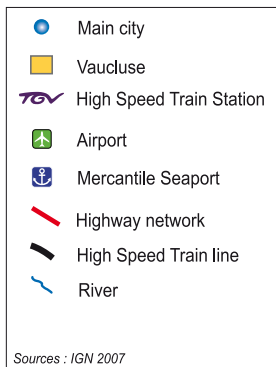 Main city
Vaucluse
TGV High Speed Train Station
Airport
Mercantile Seaport
Highway network
High Speed Train line
River
Sources : IGN 2007